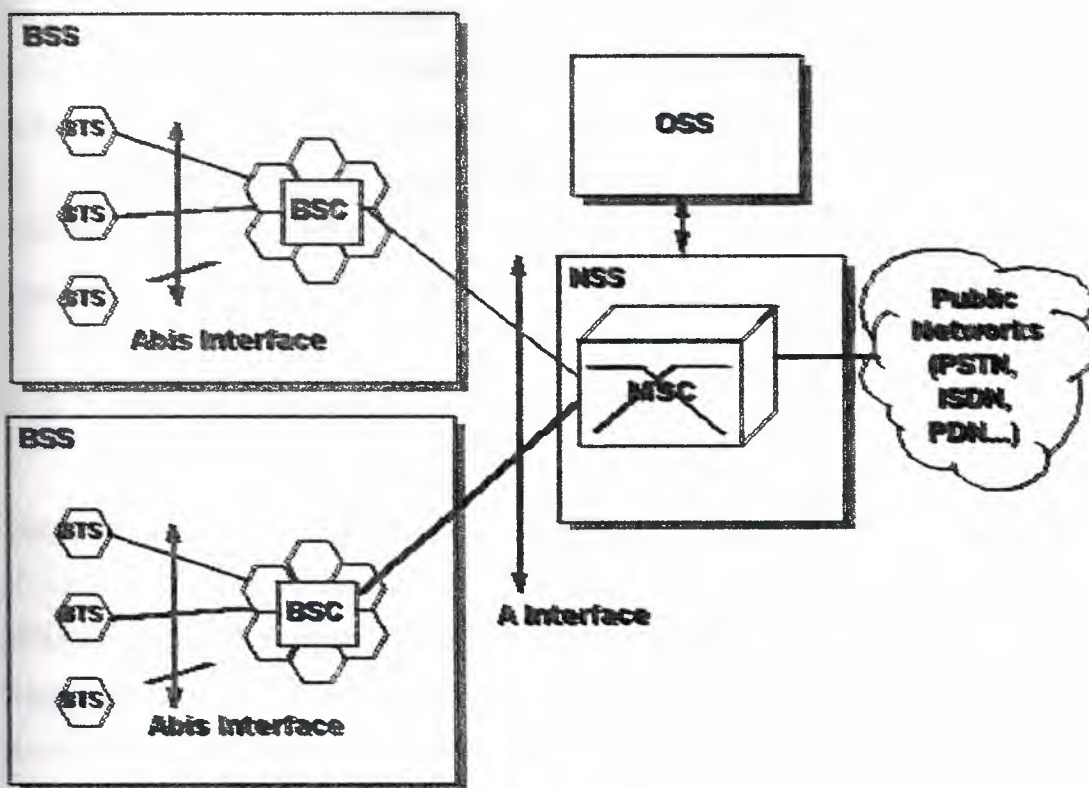 BSS
BTS
BTS
BTS
BSC
Abis Interface
OSS
NSS
MSC
Public
Networks
(PSTN,
ISDN,
PDN...)
A Interface
BSS
BTS
BTS
BTS
BSC
Abis Interface